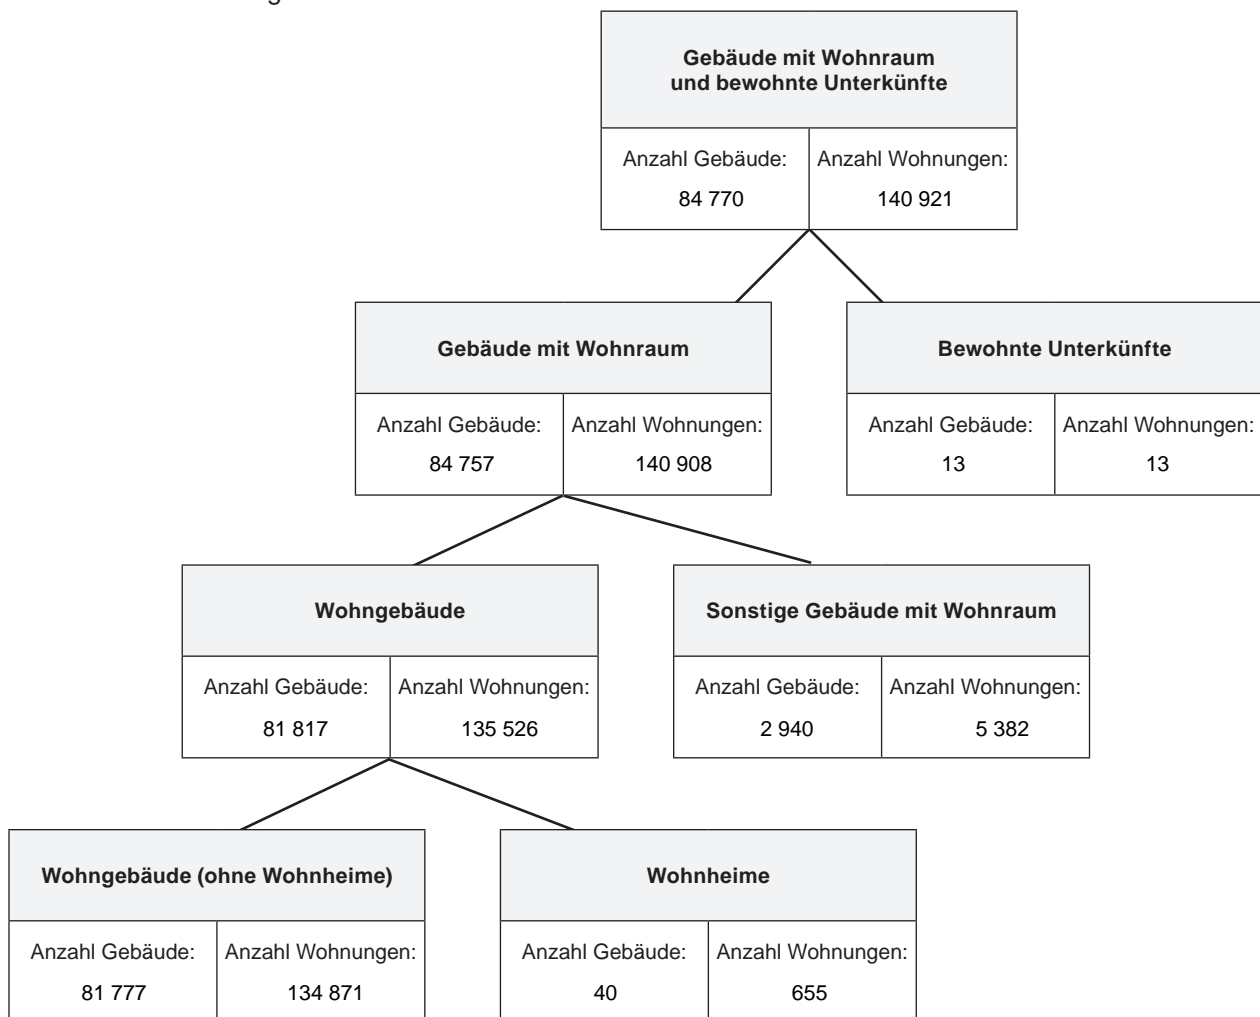 Gebäude mit Wohnraum
und bewohnte Unterkünfte
Anzahl Gebäude: Anzahl Wohnungen:
84 770 140 921
Gebäude mit Wohnraum Bewohnte Unterkünfte
Anzahl Gebäude: Anzahl Wohnungen: Anzahl Gebäude: Anzahl Wohnungen:
84 757 140 908 13 13
Wohngebäude Sonstige Gebäude mit Wohnraum
Anzahl Gebäude: Anzahl Wohnungen: Anzahl Gebäude: Anzahl Wohnungen:
81 817 135 526 2 940 5 382
Wohngebäude (ohne Wohnheime) Wohnheime
Anzahl Gebäude: Anzahl Wohnungen: Anzahl Gebäude: Anzahl Wohnungen:
81 777 134 871 40 655